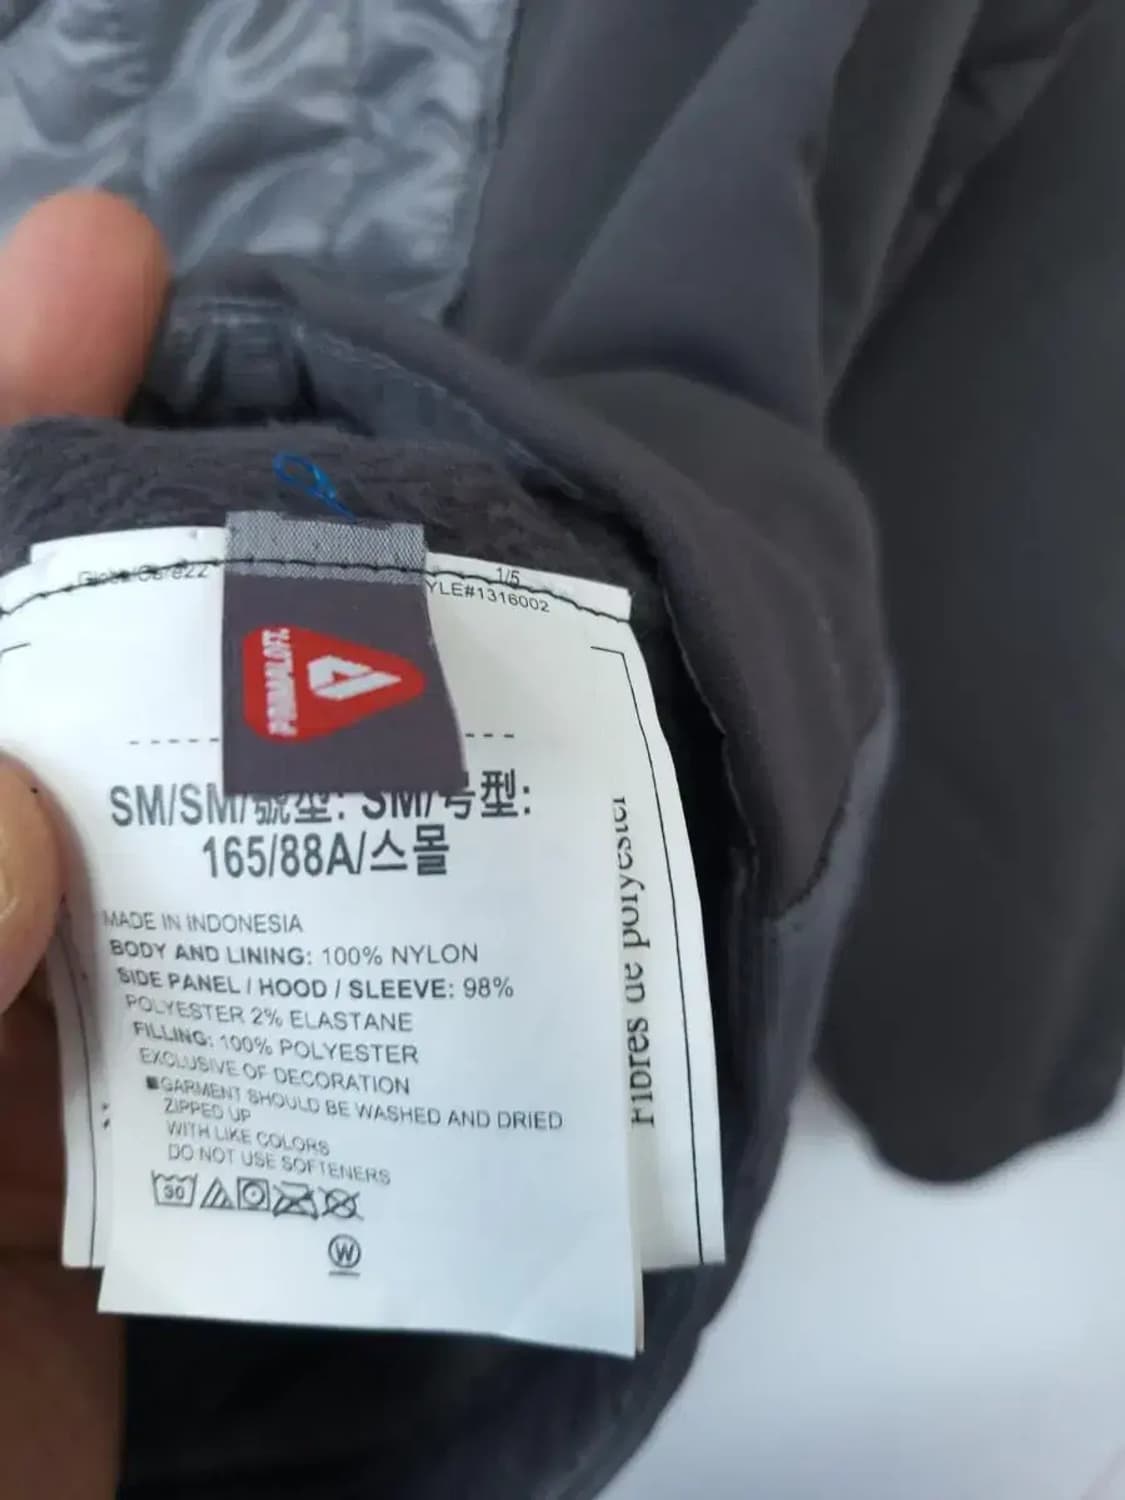 1/5
YLE#1316002
PRIMALOFT
SM/SM/號型: SM/号型:
165/88A/스몰
MADE IN INDONESIA
BODY AND LINING: 100% NYLON
SIDE PANEL / HOOD / SLEEVE: 98%
POLYESTER 2% ELASTANE
FILLING: 100% POLYESTER
EXCLUSIVE OF DECORATION
■GARMENT SHOULD BE WASHED AND DRIED
ZIPPED UP
WITH LIKE COLORS
DO NOT USE SOFTENERS
30
W
Fibres de polyester